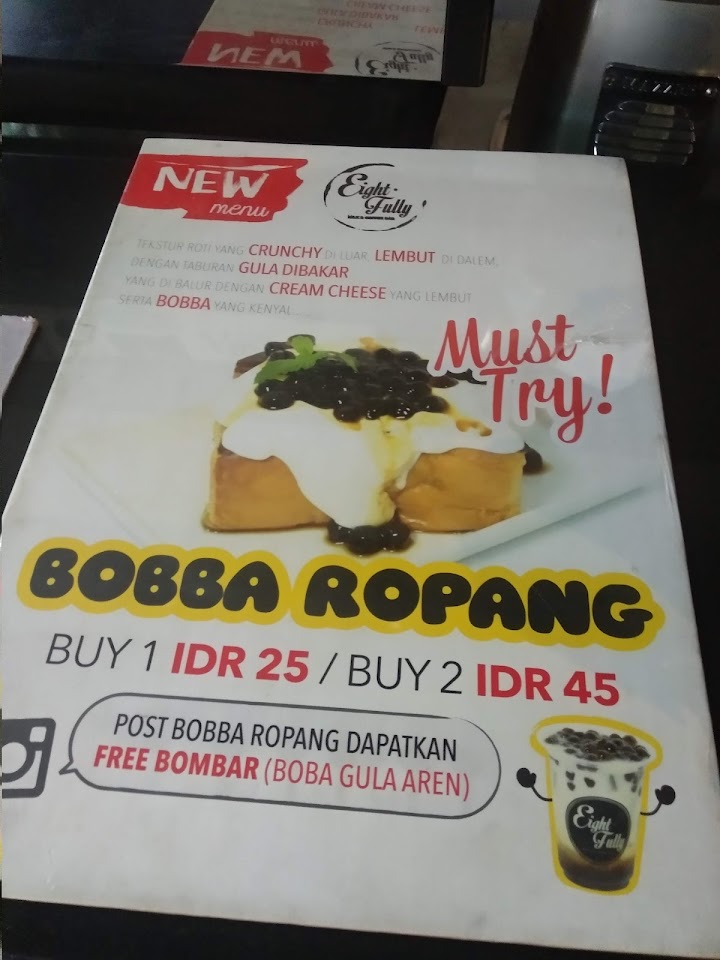 NEW
menu
Eight
Fully
TEKSTUR ROTI YANG CRUNCHY DI LUAR, LEMBUT DI DALEM,
DENGAN TABURAN GULA DIBAKAR
YANG DI BALUR DENGAN CREAM CHEESE YANG LEMBUT
SERTA BOBBA YANG KENYAL......
Must
Try!
BOBBA ROPANG
BUY 1 IDR 25 / BUY 2 IDR 45
POST BOBBA ROPANG DAPATKAN
FREE BOMBAR (BOBA GULA AREN)
Eight
Fully